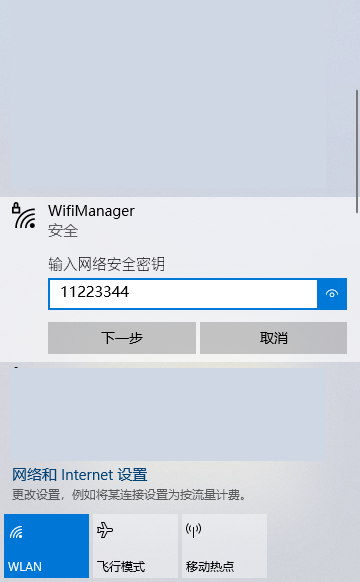 WifiManager
安全
输入网络安全密钥
11223344
下一步 取消
网络和 Internet 设置
更改设置，例如将某连接设置为按流量计费。
WLAN 飞行模式 移动热点